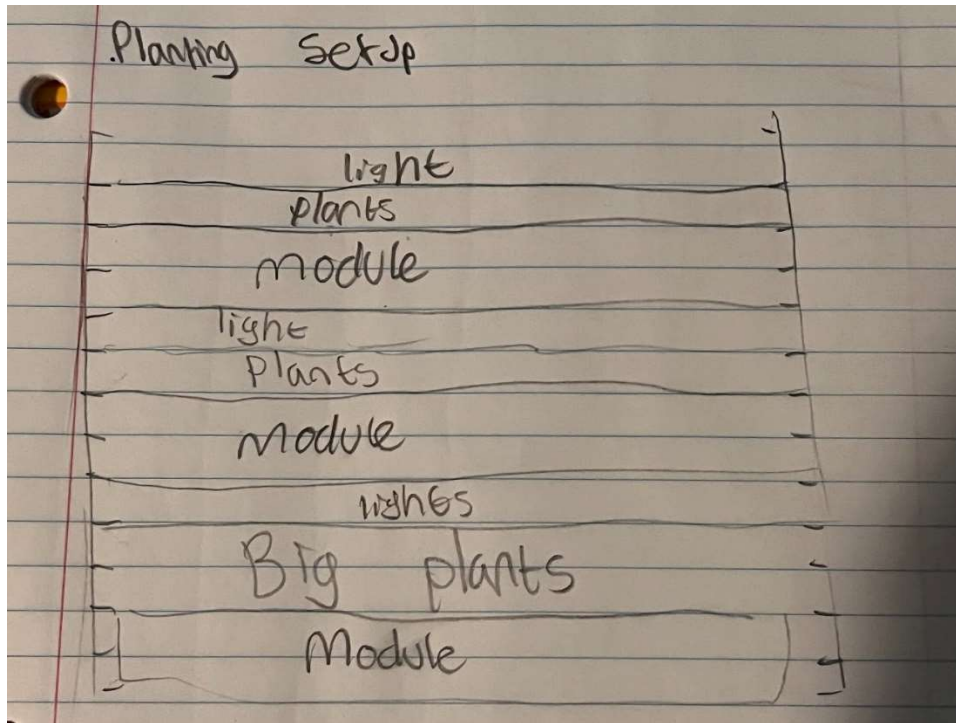 .Planting Setup
light
plants
module
light
Plants
Module
lights
Big plants
Module